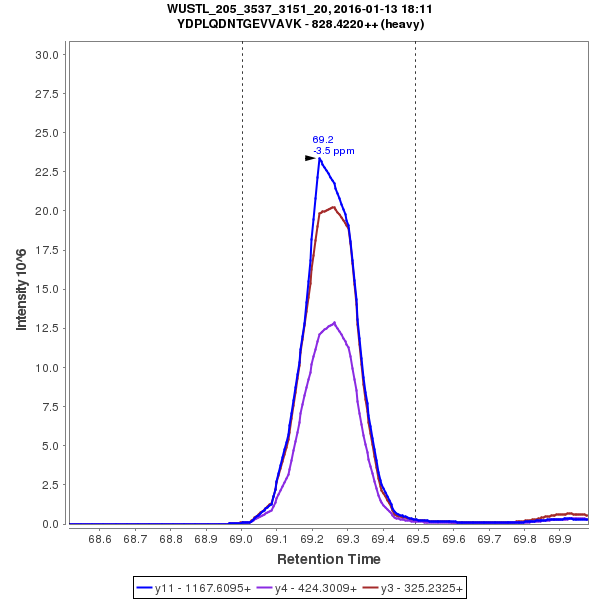 WUSTL_205_3537_3151_20, 2016-01-13 18:11
YDPLQDNTGEVVAVK - 828.4220++ (heavy)
30.0
27.5
25.0
22.5
20.0
17.5
15.0
12.5
10.0
7.5
5.0
2.5
0.0
Intensity 10^6
69.2
-3.5 ppm
68.6 68.7 68.8 68.9 69.0 69.1 69.2 69.3 69.4 69.5 69.6 69.7 69.8 69.9
Retention Time
y11 - 1167.6095+ y4 - 424.3009+ y3 - 325.2325+